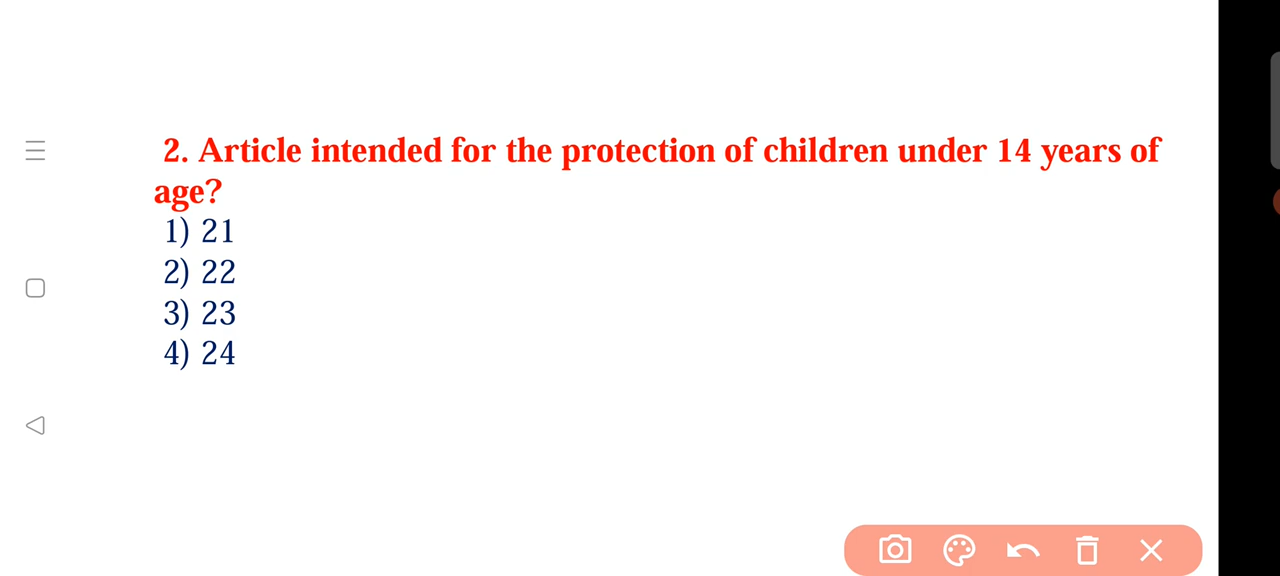 2. Article intended for the protection of children under 14 years of
age?
1) 21
2) 22
3) 23
4) 24